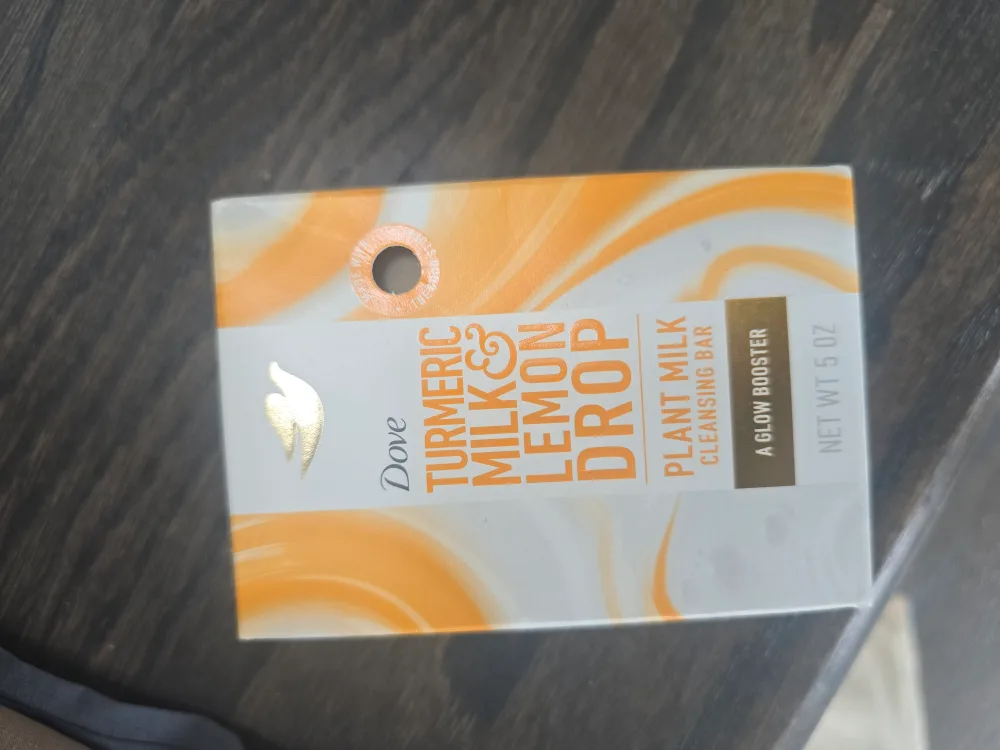 Dove
TURMERIC
MILK &
LEMON
DROP
PLANT MILK
CLEANSING BAR
A GLOW BOOSTER
NET WT 5 OZ